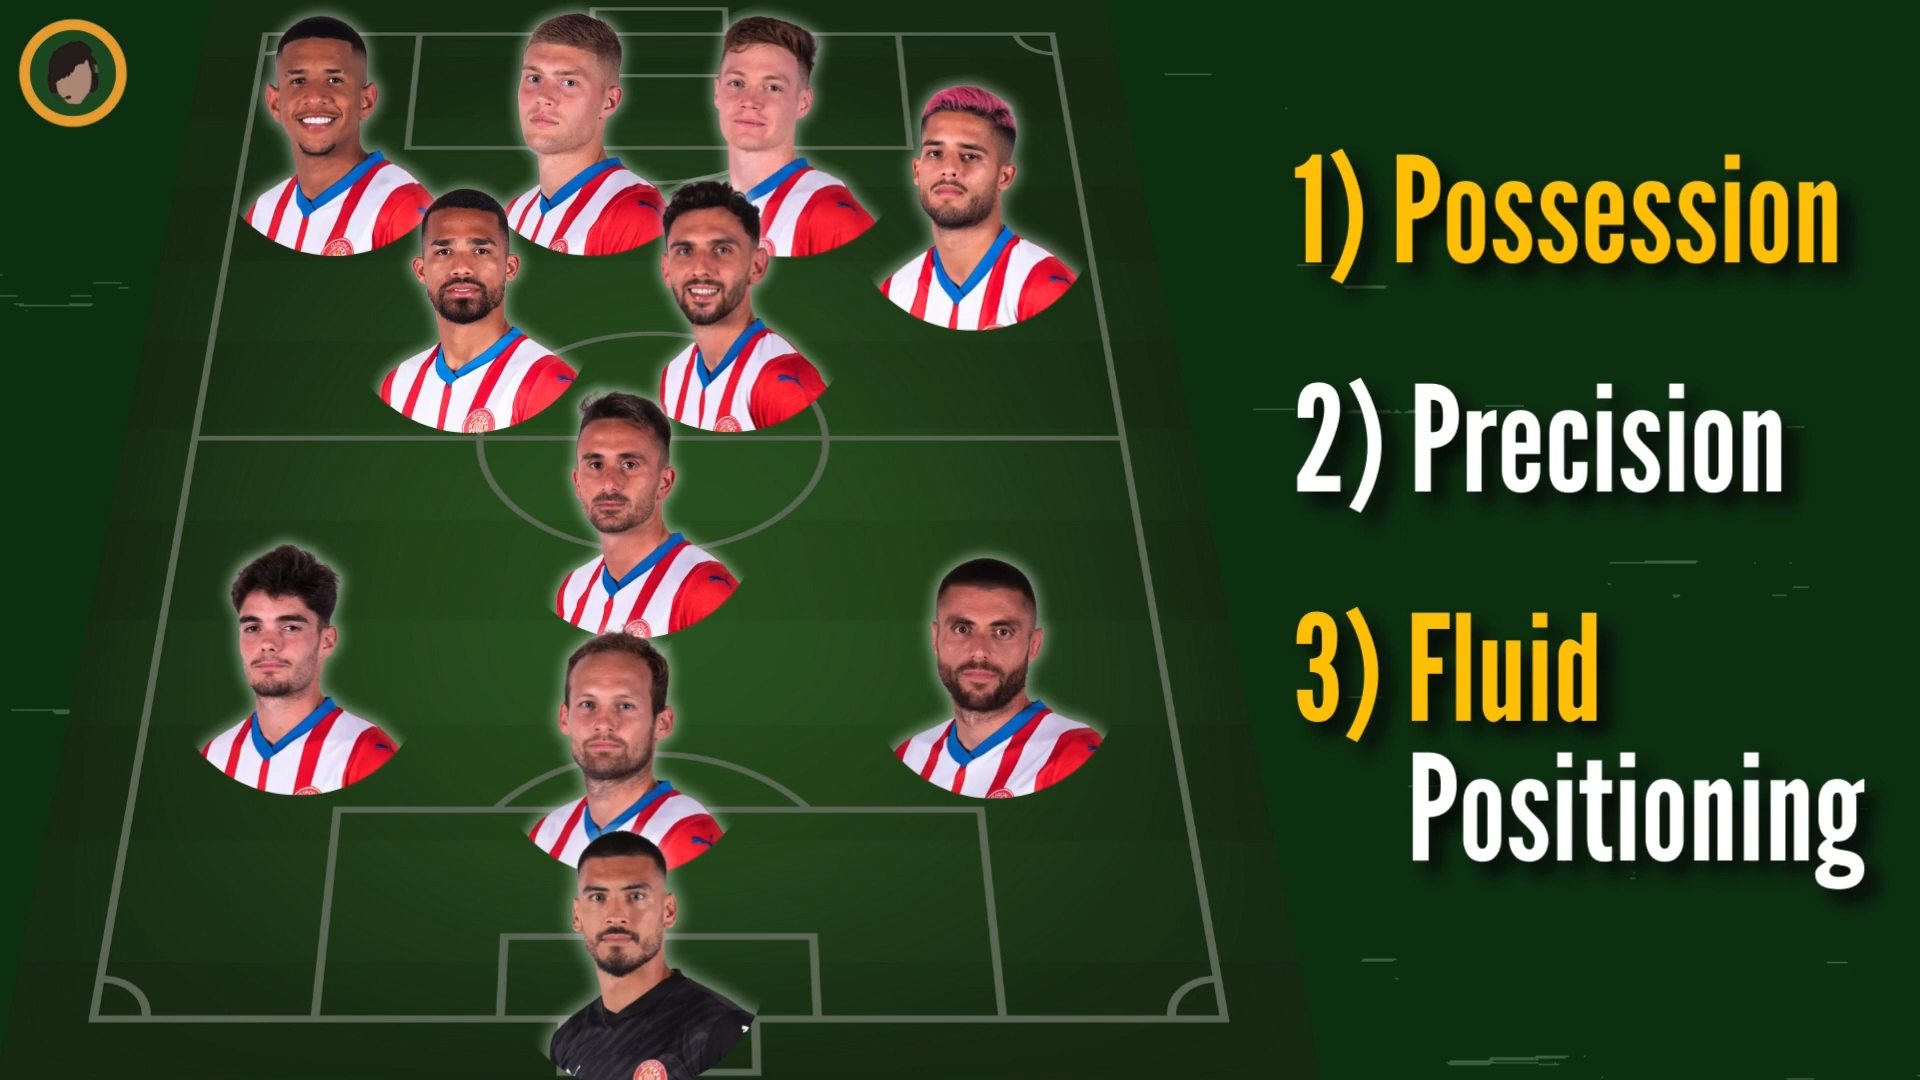 1) Possession
2) Precision
3) Fluid
Positioning